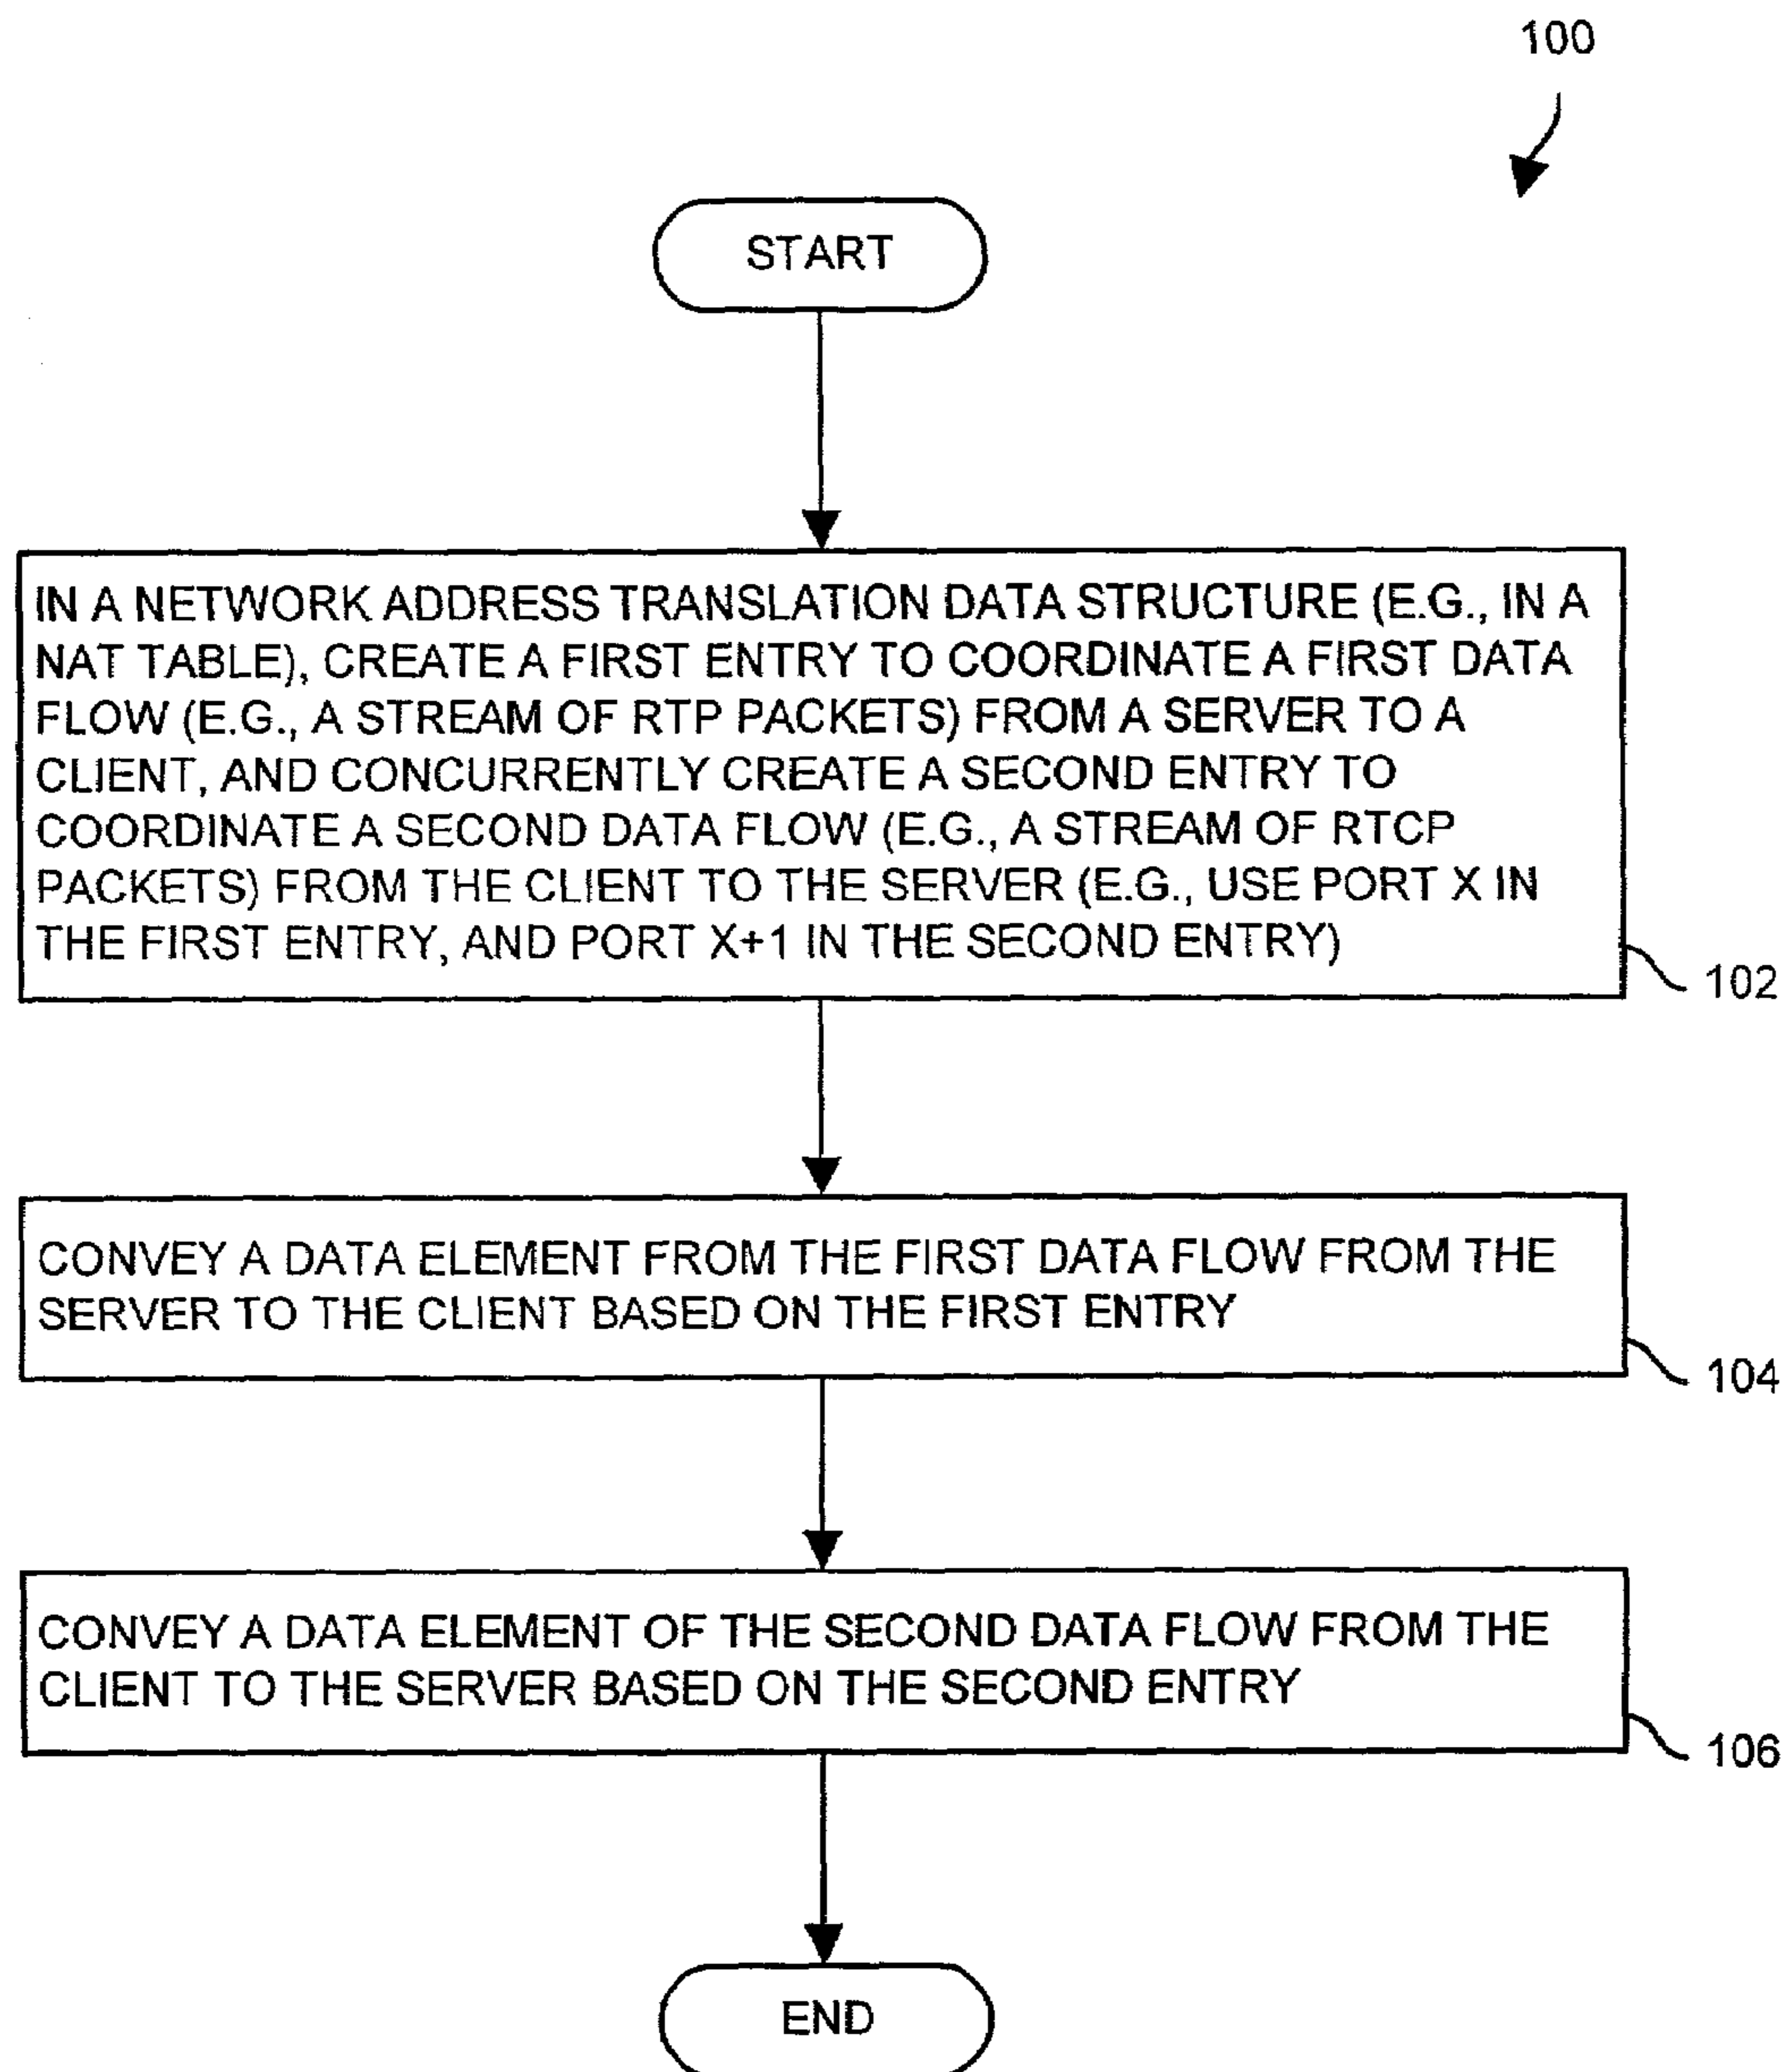 100
START
IN A NETWORK ADDRESS TRANSLATION DATA STRUCTURE (E.G., IN A
NAT TABLE), CREATE A FIRST ENTRY TO COORDINATE A FIRST DATA
FLOW (E.G., A STREAM OF RTP PACKETS) FROM A SERVER TO A
CLIENT, AND CONCURRENTLY CREATE A SECOND ENTRY TO
COORDINATE A SECOND DATA FLOW (E.G., A STREAM OF RTCP
PACKETS) FROM THE CLIENT TO THE SERVER (E.G., USE PORT X IN
THE FIRST ENTRY, AND PORT X+1 IN THE SECOND ENTRY)
102
CONVEY A DATA ELEMENT FROM THE FIRST DATA FLOW FROM THE
SERVER TO THE CLIENT BASED ON THE FIRST ENTRY
104
CONVEY A DATA ELEMENT OF THE SECOND DATA FLOW FROM THE
CLIENT TO THE SERVER BASED ON THE SECOND ENTRY
106
END